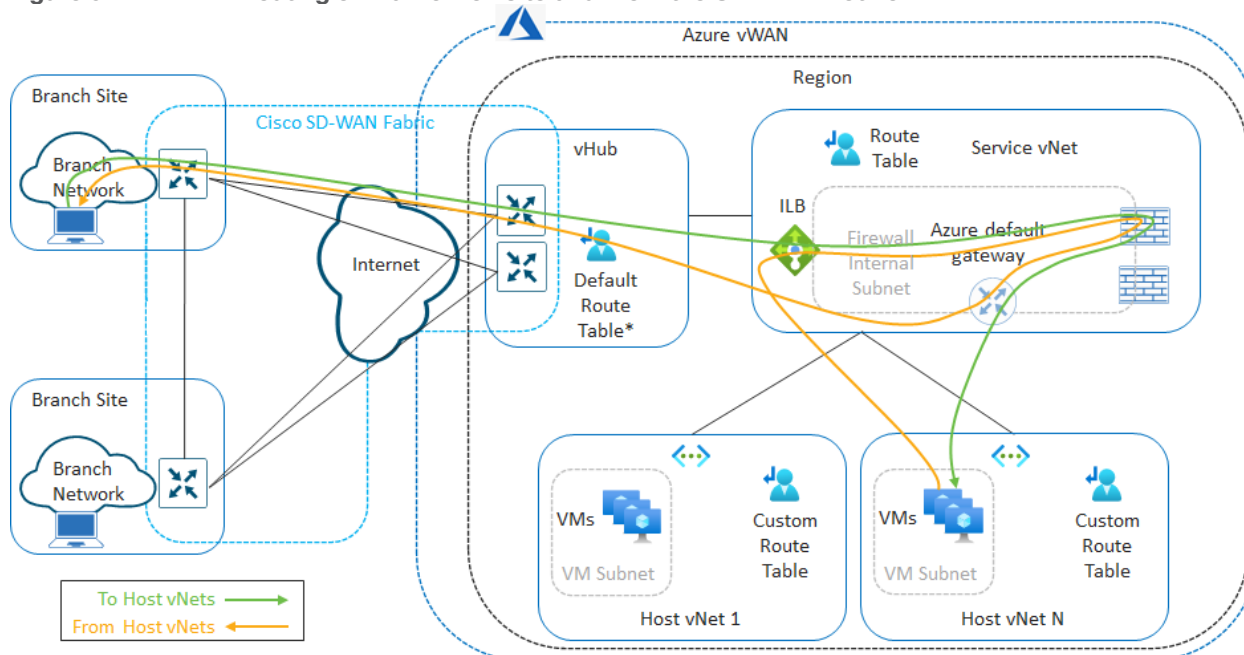 Azure vWAN
Region
Branch Site
Cisco SD-WAN Fabric
Branch
Network
Internet
vHub
Default
Route
Table*
Route
Table
Service vNet
ILB
Firewall
Internal
Subnet
Azure default
gateway
Branch Site
Branch
Network
VMs
VM Subnet
Custom
Route
Table
Host vNet 1
VMs
VM Subnet
Custom
Route
Table
Host vNet N
To Host vNets
From Host vNets